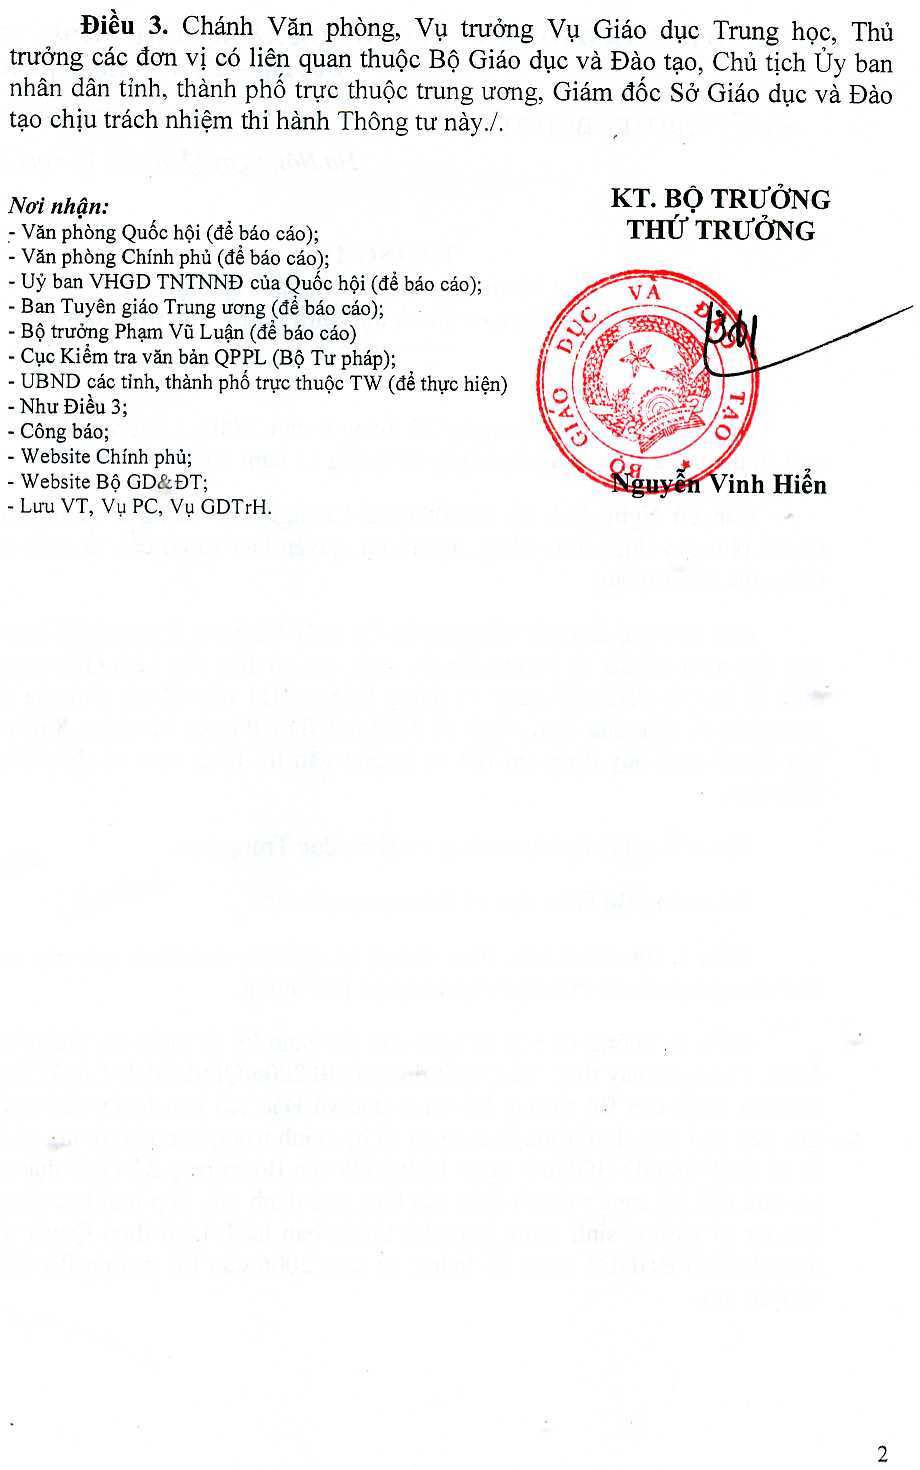 Điều 3. Chánh Văn phòng, Vụ trưởng Vụ Giáo dục Trung học, Thủ
trưởng các đơn vị có liên quan thuộc Bộ Giáo dục và Đào tạo, Chủ tịch Ủy ban
nhân dân tỉnh, thành phố trực thuộc trung ương, Giám đốc Sở Giáo dục và Đào
tạo chịu trách nhiệm thi hành Thông tư này./.
Nơi nhận:
- Văn phòng Quốc hội (để báo cáo);
- Văn phòng Chính phủ (để báo cáo);
- Uỷ ban VHGD TNTNNĐ của Quốc hội (để báo cáo);
- Ban Tuyên giáo Trung ương (để báo cáo);
- Bộ trưởng Phạm Vũ Luận (để báo cáo)
- Cục Kiểm tra văn bản QPPL (Bộ Tư pháp);
- UBND các tỉnh, thành phố trực thuộc TW (để thực hiện)
- Như Điều 3;
- Công báo;
- Website Chính phủ;
- Website Bộ GD&ĐT;
- Lưu VT, Vụ PC, Vụ GDTrH.
KT. BỘ TRƯỞNG
THỨ TRƯỞNG
BỘ GIÁO DỤC VÀ ĐÀO TẠO
Nguyễn Vinh Hiển
2